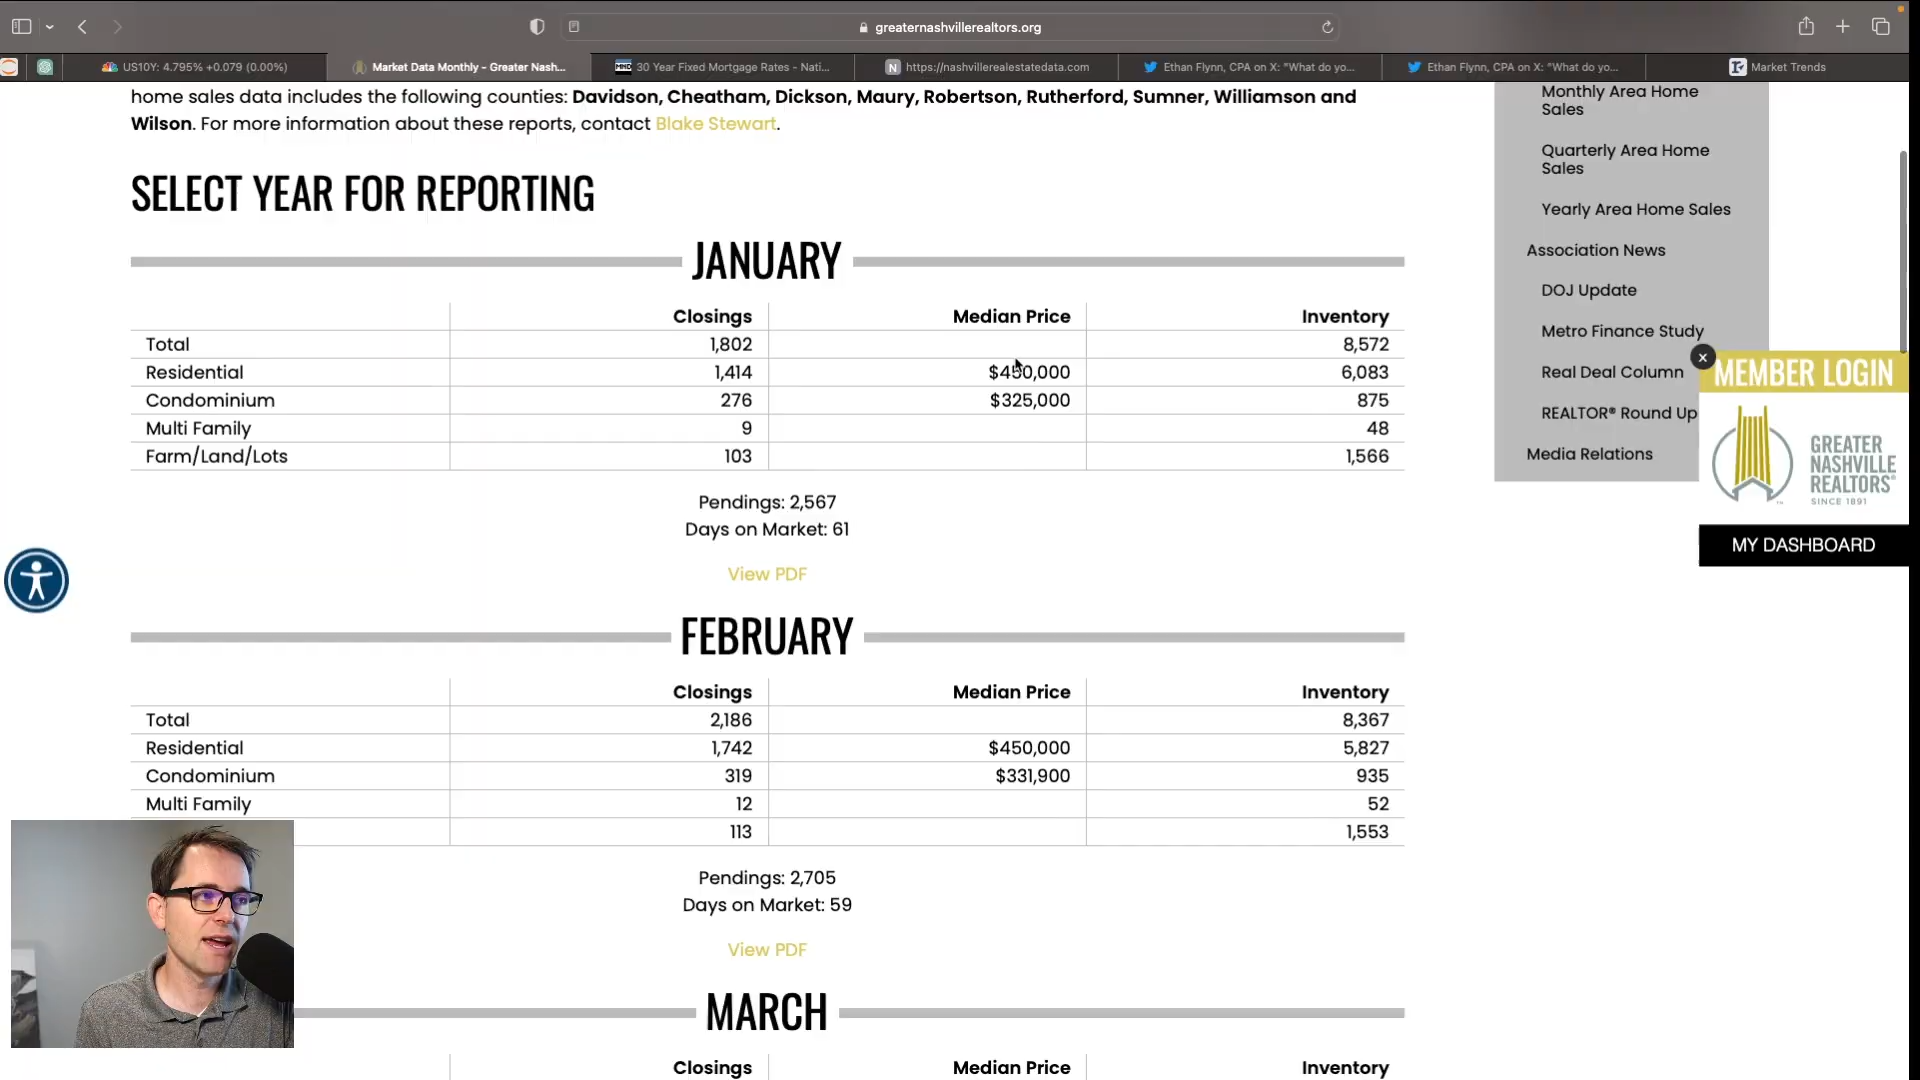 greaternashvillerealtors.org
US10Y: 4.795% +0.079 (0.00%)
Market Data Monthly - Greater Nash...
MND
30 Year Fixed Mortgage Rates - Nati...
N
https://nashvillerealestatedata.com
Ethan Flynn, CPA on X: "What do yo...
Ethan Flynn, CPA on X: "What do yo...
Market Trends
home sales data includes the following counties: Davidson, Cheatham, Dickson, Maury, Robertson, Rutherford, Sumner, Williamson and
Wilson. For more information about these reports, contact Blake Stewart.
SELECT YEAR FOR REPORTING
JANUARY
Closings Median Price Inventory
Total 1,802 8,572
Residential 1,414 $450,000 6,083
Condominium 276 $325,000 875
Multi Family 9 48
Farm/Land/Lots 103 1,566
Pendings: 2,567
Days on Market: 61
View PDF
FEBRUARY
Closings Median Price Inventory
Total 2,186 8,367
Residential 1,742 $450,000 5,827
Condominium 319 $331,900 935
Multi Family 12 52
113 1,553
Pendings: 2,705
Days on Market: 59
View PDF
MARCH
Closings Median Price Inventory
Monthly Area Home
Sales
Quarterly Area Home
Sales
Yearly Area Home Sales
Association News
DOJ Update
Metro Finance Study
Real Deal Column
REALTOR® Round Up
Media Relations
×
MEMBER LOGIN
GREATER
NASHVILLE
REALTORS®
SINCE 1891
MY DASHBOARD